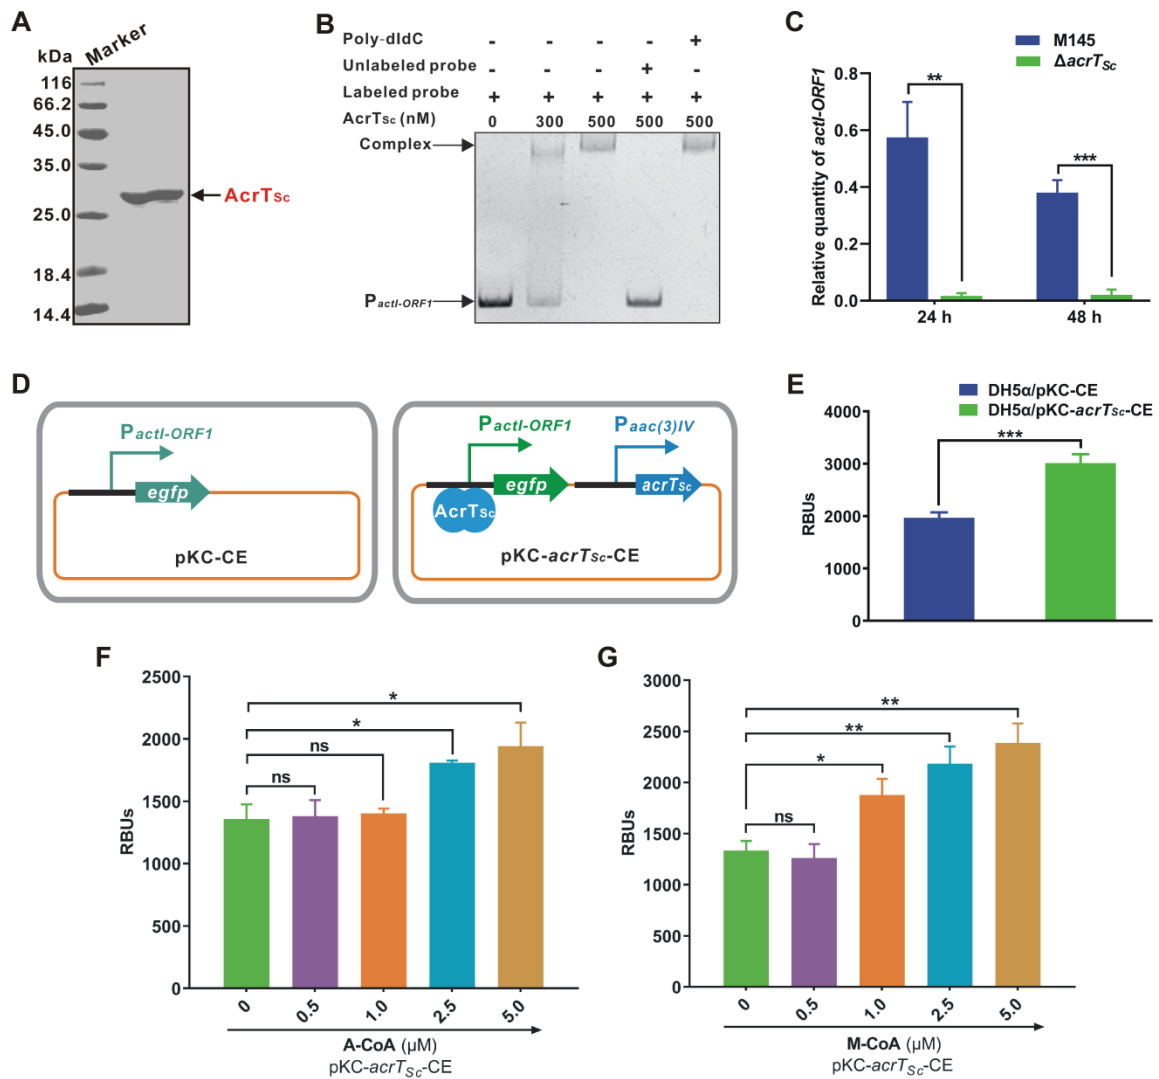 A
kDa
Marker
116
66.2
45.0
35.0
25.0
18.4
14.4
AcrTSc
B
Poly-dIdC - - - - +
Unlabeled probe - - - + -
Labeled probe + + + + +
AcrTSc (nM) 0 300 500 500 500
Complex
PactI-ORF1
C
M145
ΔacrTSc
Relative quantity of actI-ORF1
0.8
0.6
0.4
0.2
0.0
**
***
24 h 48 h
D
PactI-ORF1
egfp
pKC-CE
PactI-ORF1
Paac(3)IV
egfp
acrTSc
AcrTSc
pKC-acrTSc-CE
E
DH5α/pKC-CE
DH5α/pKC-acrTSc-CE
RBUs
4000
3000
2000
1000
0
***
F
RBUs
2500
2000
1500
1000
500
0
*
*
ns
ns
0 0.5 1.0 2.5 5.0
A-CoA (μM)
pKC-acrTSc-CE
G
RBUs
3000
2500
2000
1500
1000
500
0
**
**
*
ns
0 0.5 1.0 2.5 5.0
M-CoA (μM)
pKC-acrTSc-CE